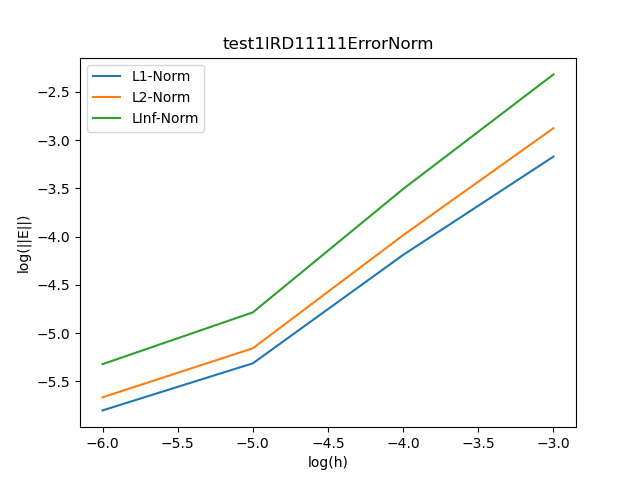 test1IRD11111ErrorNorm
L1-Norm
L2-Norm
LInf-Norm
log(||E||)
−2.5
−3.0
−3.5
−4.0
−4.5
−5.0
−5.5
−6.0 −5.5 −5.0 −4.5 −4.0 −3.5 −3.0
log(h)